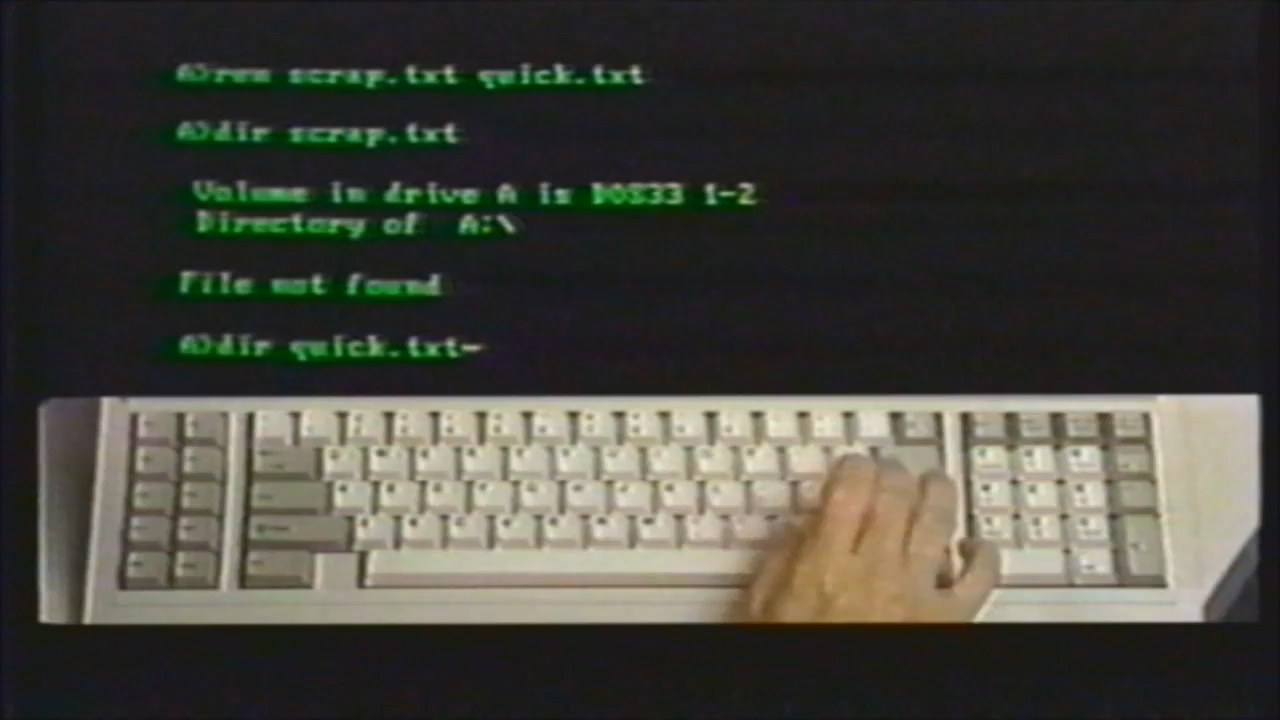 A>ren scrap.txt quick.txt
A>dir scrap.txt
Volume in drive A is DOS33 1-2
Directory of  A:\
File not found
A>dir quick.txt